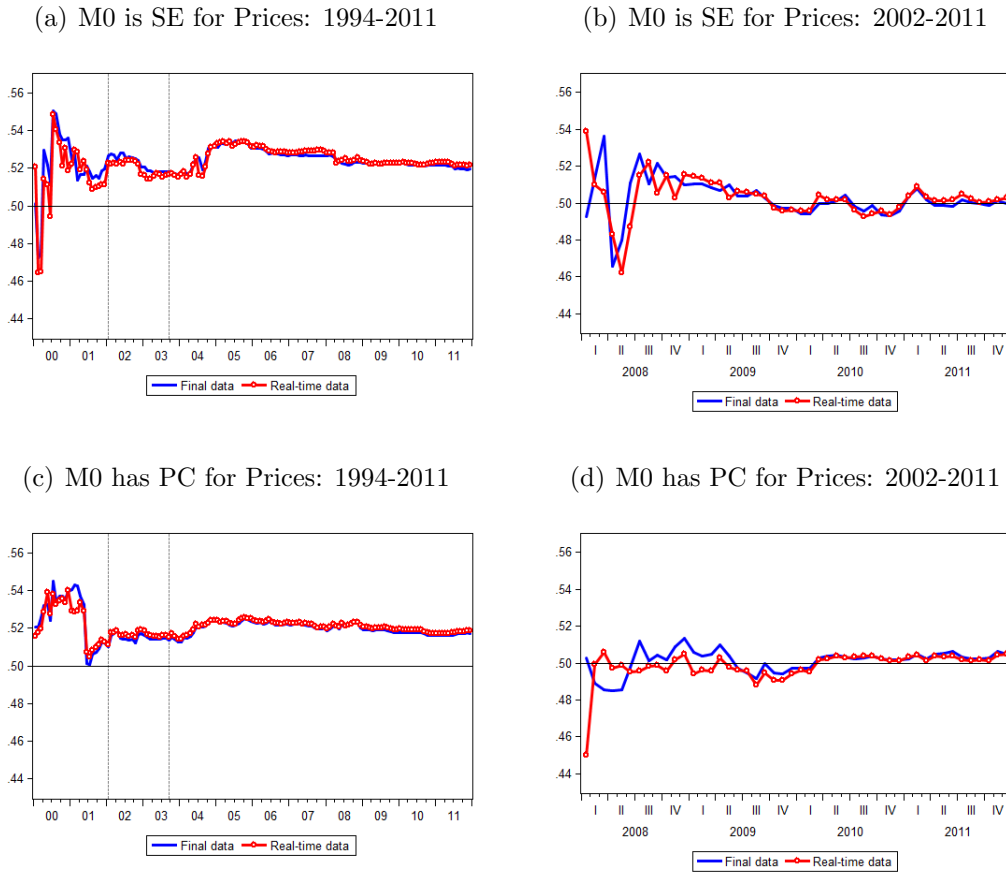 (a) M0 is SE for Prices: 1994-2011
(b) M0 is SE for Prices: 2002-2011
.56
.54
.52
.50
.48
.46
.44
00 01 02 03 04 05 06 07 08 09 10 11
Final data Real-time data
.56
.54
.52
.50
.48
.46
.44
I II III IV I II III IV I II III IV I II III IV
2008 2009 2010 2011
Final data Real-time data
(c) M0 has PC for Prices: 1994-2011
(d) M0 has PC for Prices: 2002-2011
.56
.54
.52
.50
.48
.46
.44
00 01 02 03 04 05 06 07 08 09 10 11
Final data Real-time data
.56
.54
.52
.50
.48
.46
.44
I II III IV I II III IV I II III IV I II III IV
2008 2009 2010 2011
Final data Real-time data